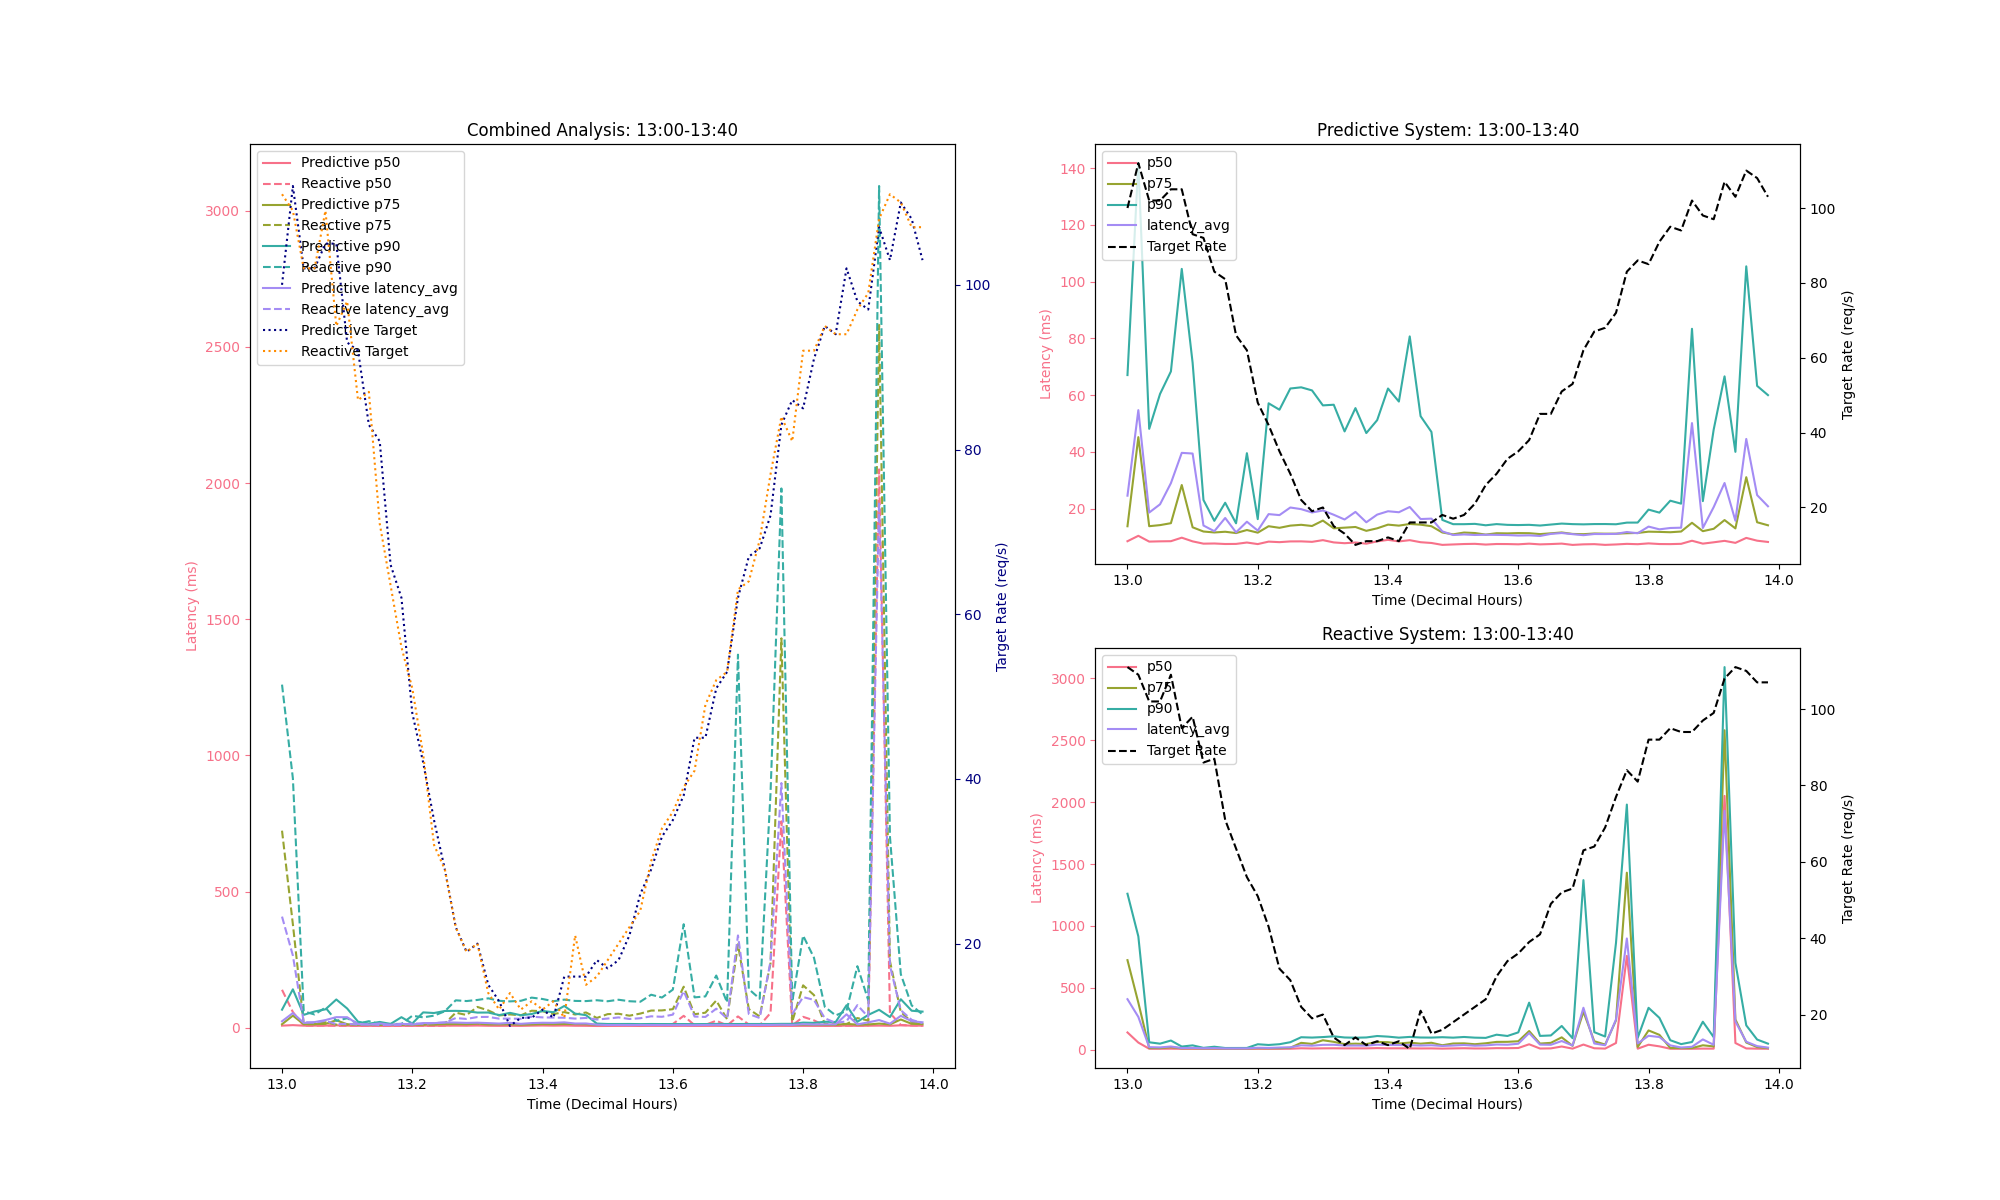 Combined Analysis: 13:00-13:40
Predictive p50
Reactive p50
Predictive p75
Reactive p75
Predictive p90
Reactive p90
Predictive latency_avg
Reactive latency_avg
Predictive Target
Reactive Target
3000
2500
2000
1500
1000
500
0
Latency (ms)
100
80
60
40
20
Target Rate (req/s)
13.0 13.2 13.4 13.6 13.8 14.0
Time (Decimal Hours)
Predictive System: 13:00-13:40
p50
p75
p90
latency_avg
Target Rate
140
120
100
80
60
40
20
Latency (ms)
100
80
60
40
20
Target Rate (req/s)
13.0 13.2 13.4 13.6 13.8 14.0
Time (Decimal Hours)
Reactive System: 13:00-13:40
p50
p75
p90
latency_avg
Target Rate
3000
2500
2000
1500
1000
500
0
Latency (ms)
100
80
60
40
20
Target Rate (req/s)
13.0 13.2 13.4 13.6 13.8 14.0
Time (Decimal Hours)